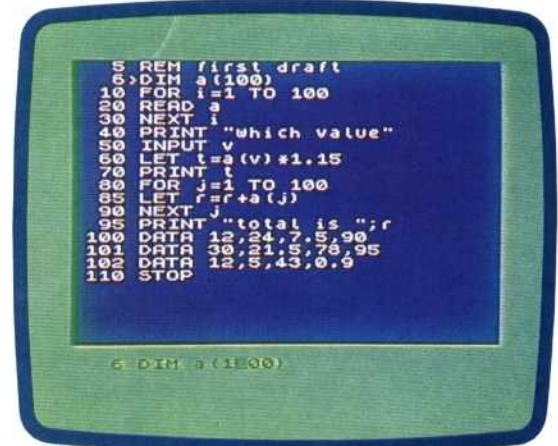 5 REM first draft
6>DIM a(100)
10 FOR i=1 TO 100
20 READ a
30 NEXT i
40 PRINT "Which value"
50 INPUT v
60 LET t=a(v)*1.15
70 PRINT t
80 FOR j=1 TO 100
85 LET r=r+a(j)
90 NEXT j
95 PRINT "total is ";r
100 DATA 12,24,7.5,90
101 DATA 30,21.5,78,95
102 DATA 12,5,43,0.9
110 STOP
6 DIM a(1E00)